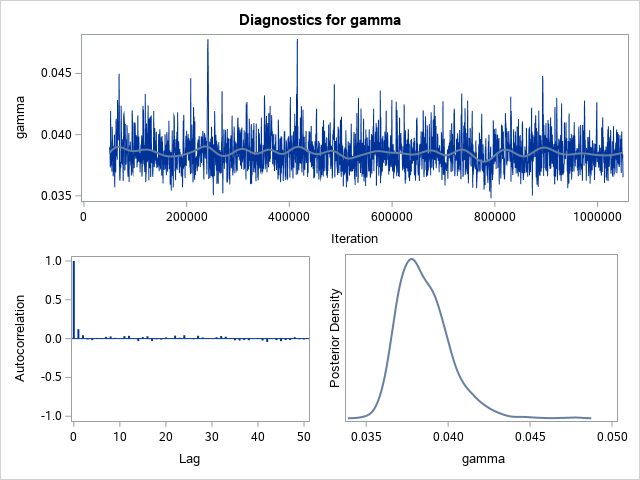 Diagnostics for gamma
gamma
0.045
0.040
0.035
0 200000 400000 600000 800000 1000000
Iteration
Autocorrelation
1.0
0.5
0.0
-0.5
-1.0
0 10 20 30 40 50
Lag
Posterior Density
0.035 0.040 0.045 0.050
gamma